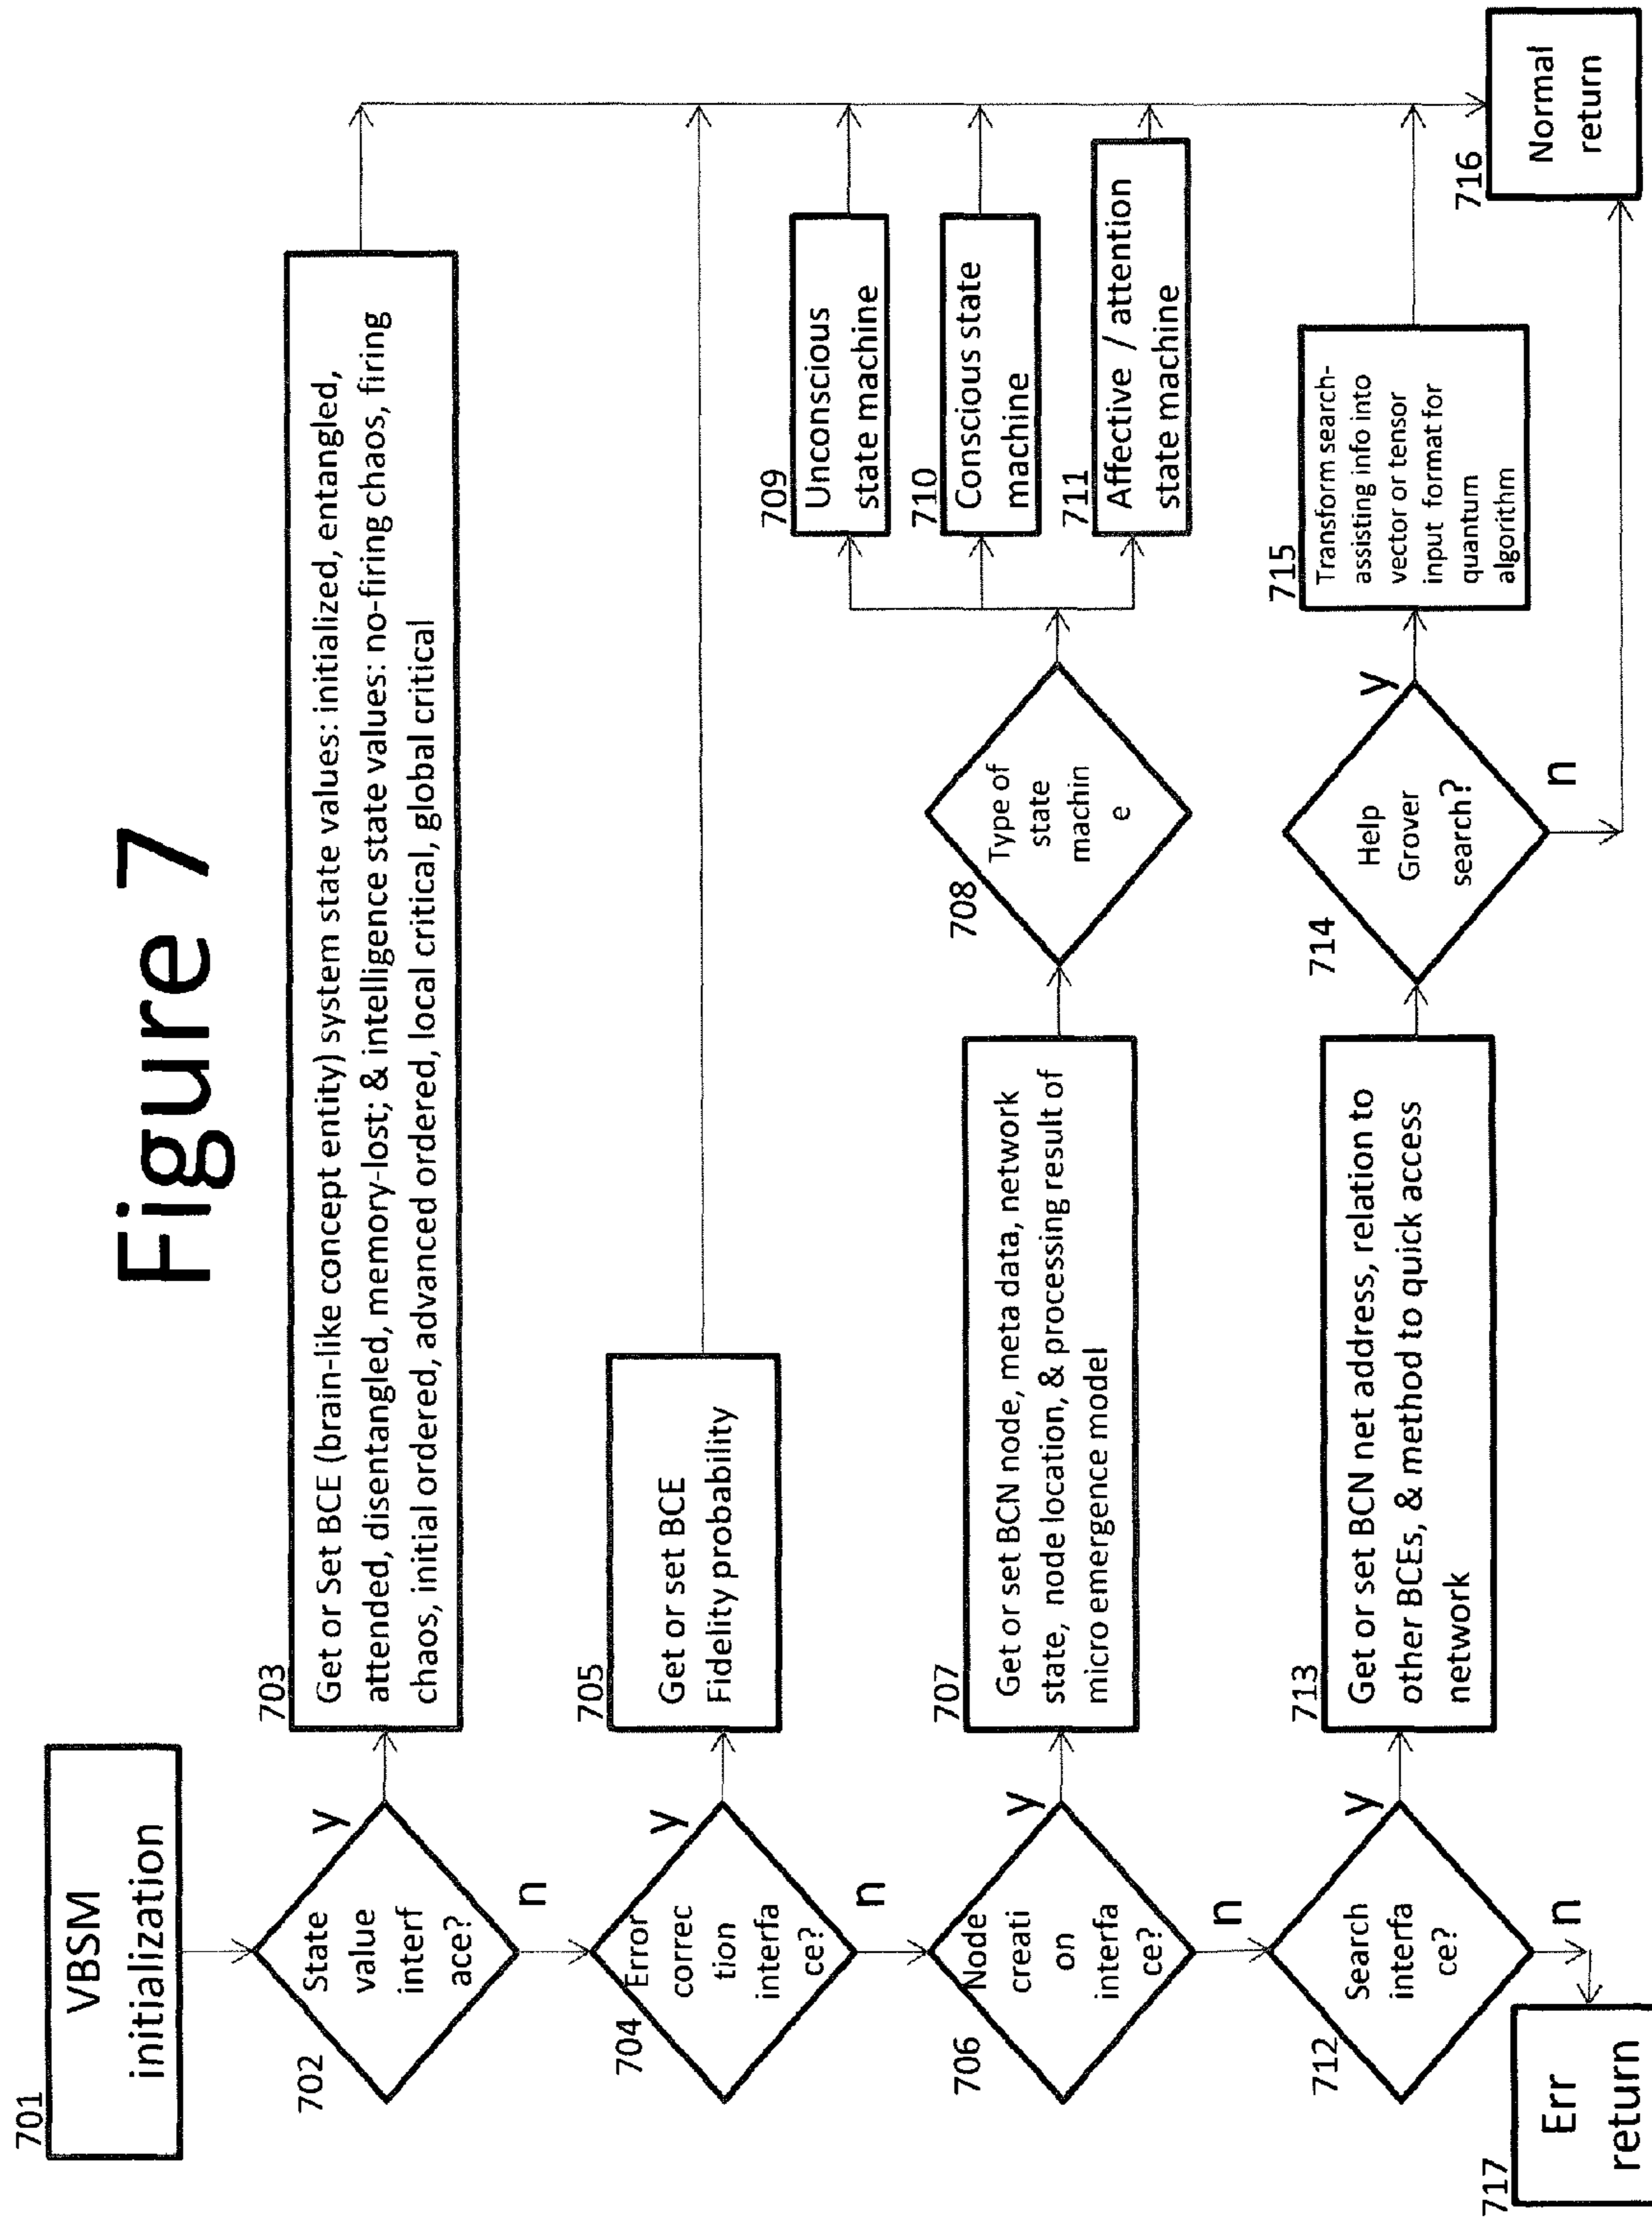 Figure 7
701
VBSM
initialization
702
State
value
interf
ace?
y
n
703
Get or Set BCE (brain-like concept entity) system state values: initialized, entangled,
attended, disentangled, memory-lost; & intelligence state values: no-firing chaos, firing
chaos, initial ordered, advanced ordered, local critical, global critical
704
Error
correc
tion
interfa
ce?
y
n
705
Get or set BCE
Fidelity probability
706
Node
creati
on
interfa
ce?
y
n
707
Get or set BCN node, meta data, network
state, node location, & processing result of
micro emergence model
708
Type of
state
machin
e
709
Unconscious
state machine
710
Conscious state
machine
711
Affective / attention
state machine
712
Search
interfa
ce?
y
n
713
Get or set BCN net address, relation to
other BCEs, & method to quick access
network
714
Help
Grover
search?
y
n
715
Transform search-
assisting info into
vector or tensor
input format for
quantum
algorithm
716
Normal
return
717
Err
return